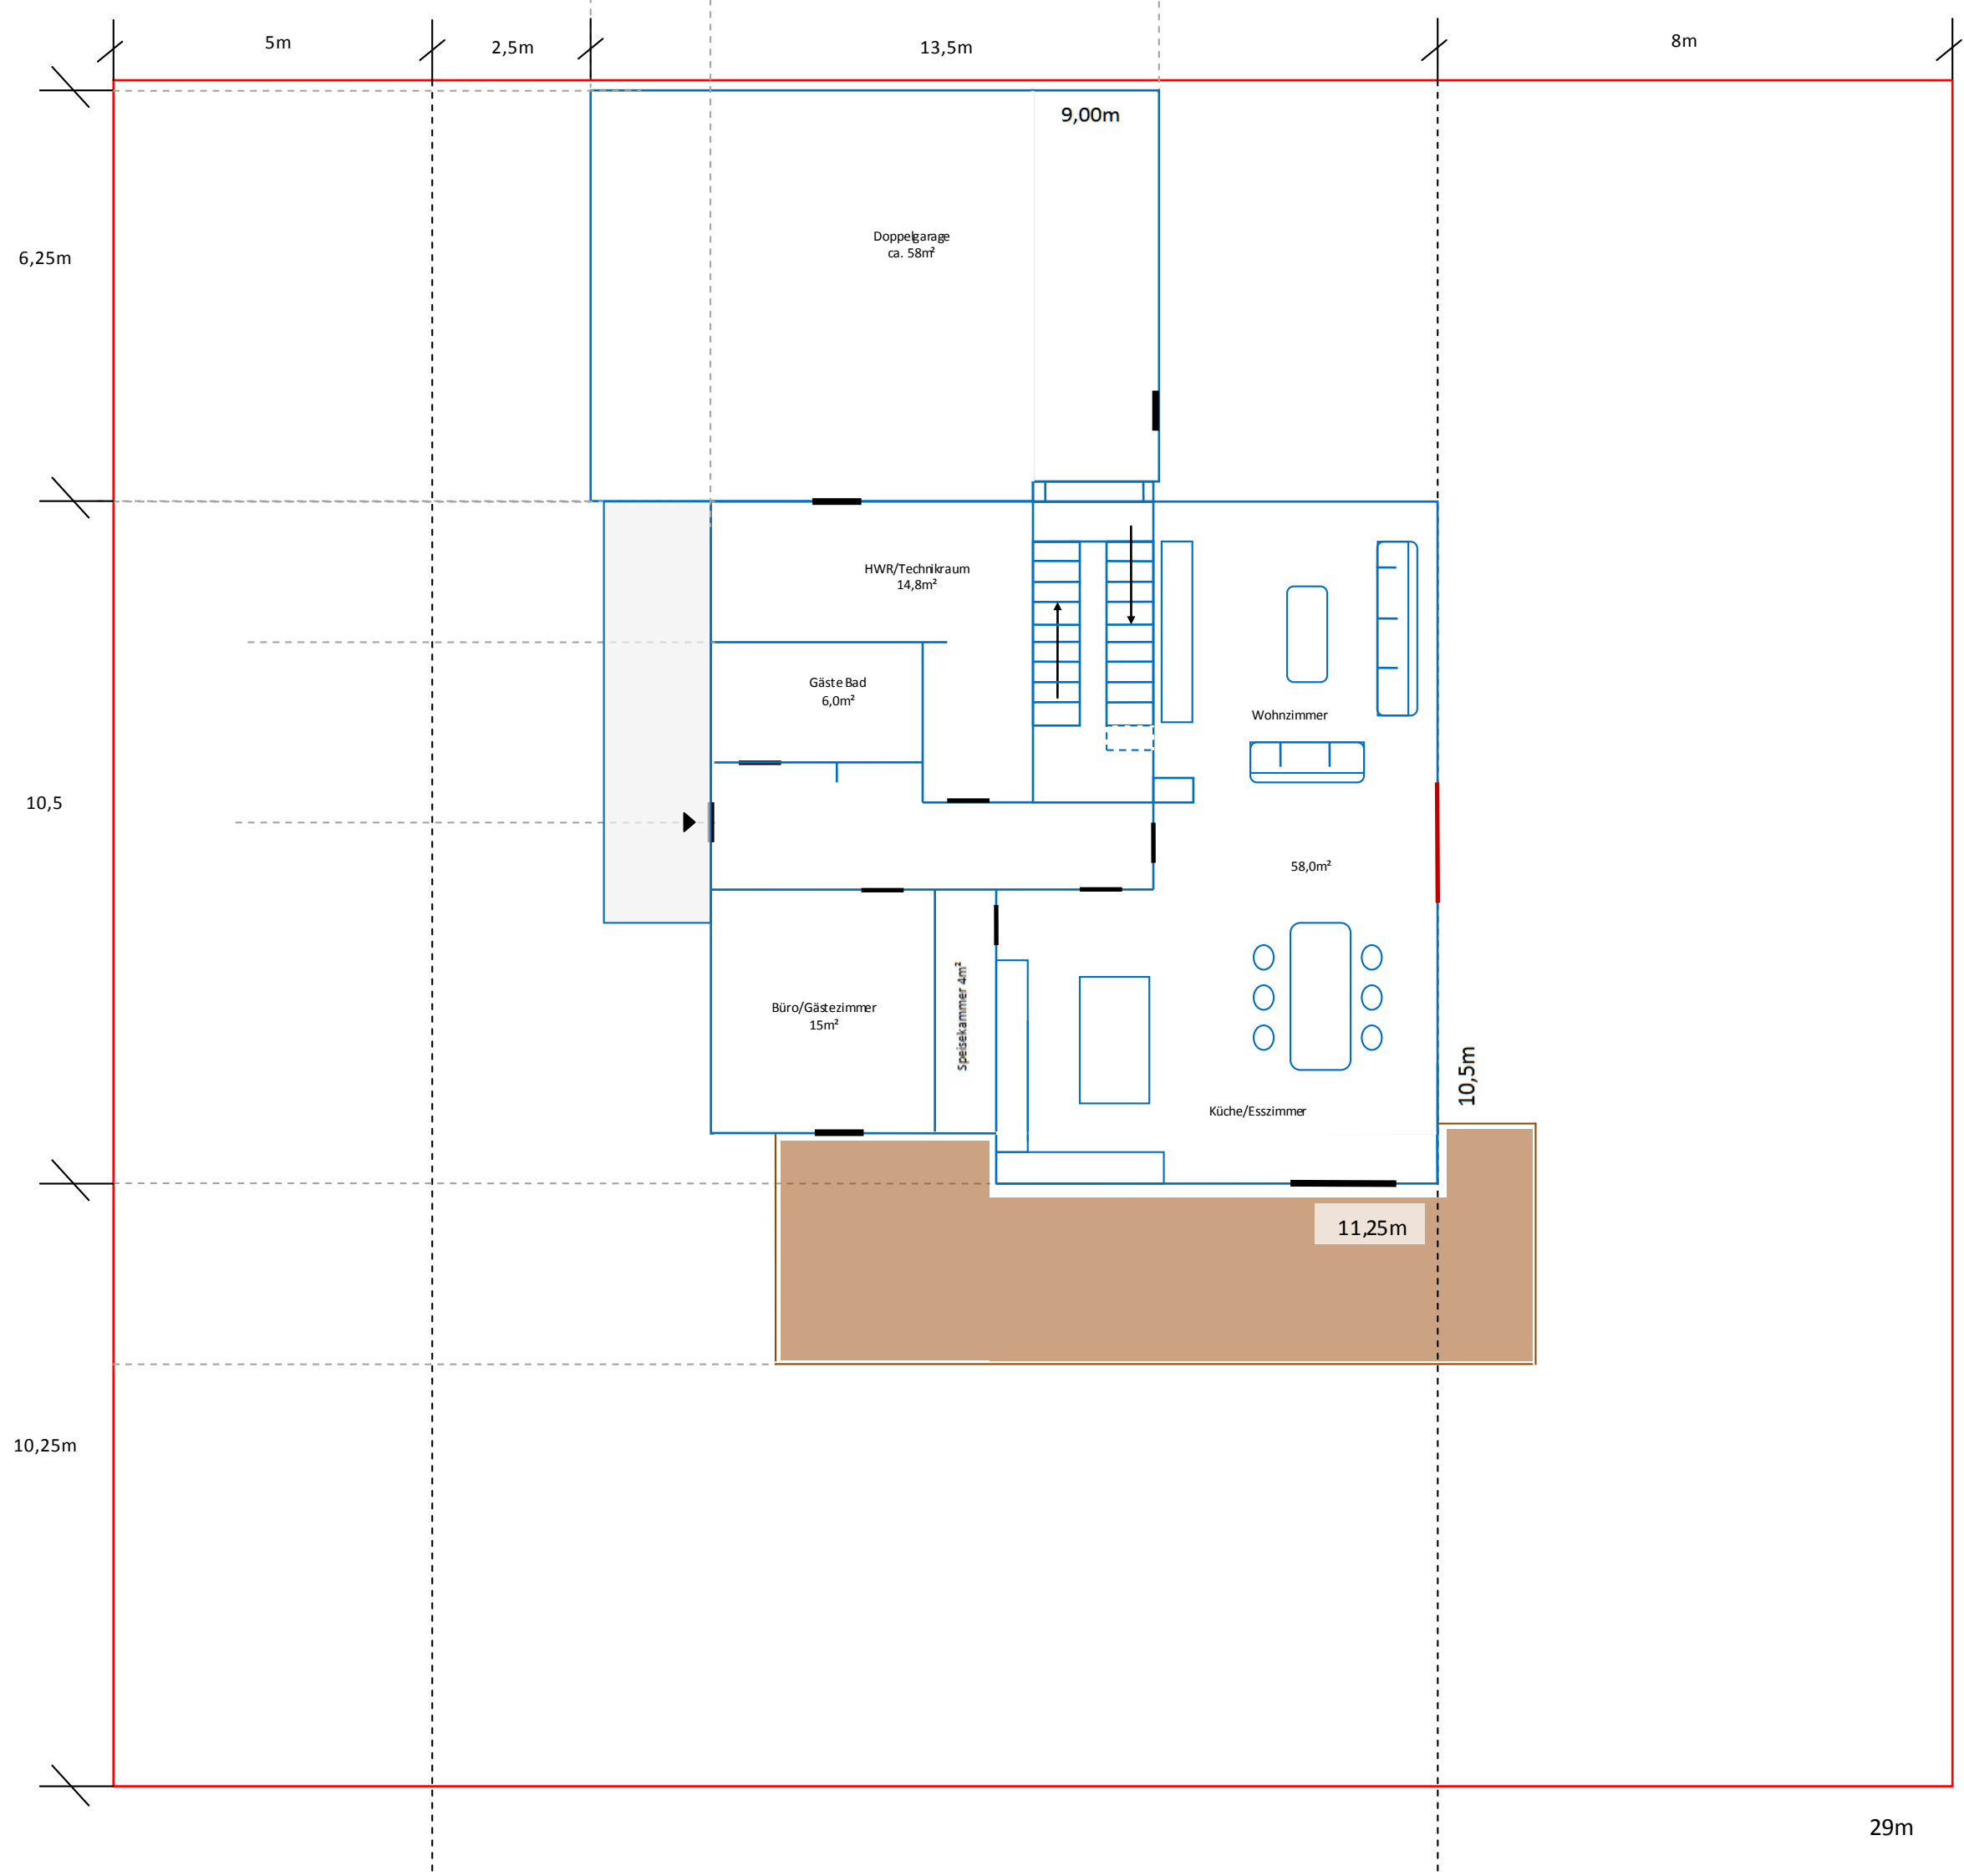 5m
2,5m
13,5m
8m
9,00m
Doppelgarage
ca. 58m²
6,25m
HWR/Technikraum
14,8m²
Gäste Bad
6,0m²
Wohnzimmer
10,5
58,0m²
Büro/Gästezimmer
15m²
Speisekammer 4m²
10,5m
Küche/Esszimmer
11,25m
10,25m
29m